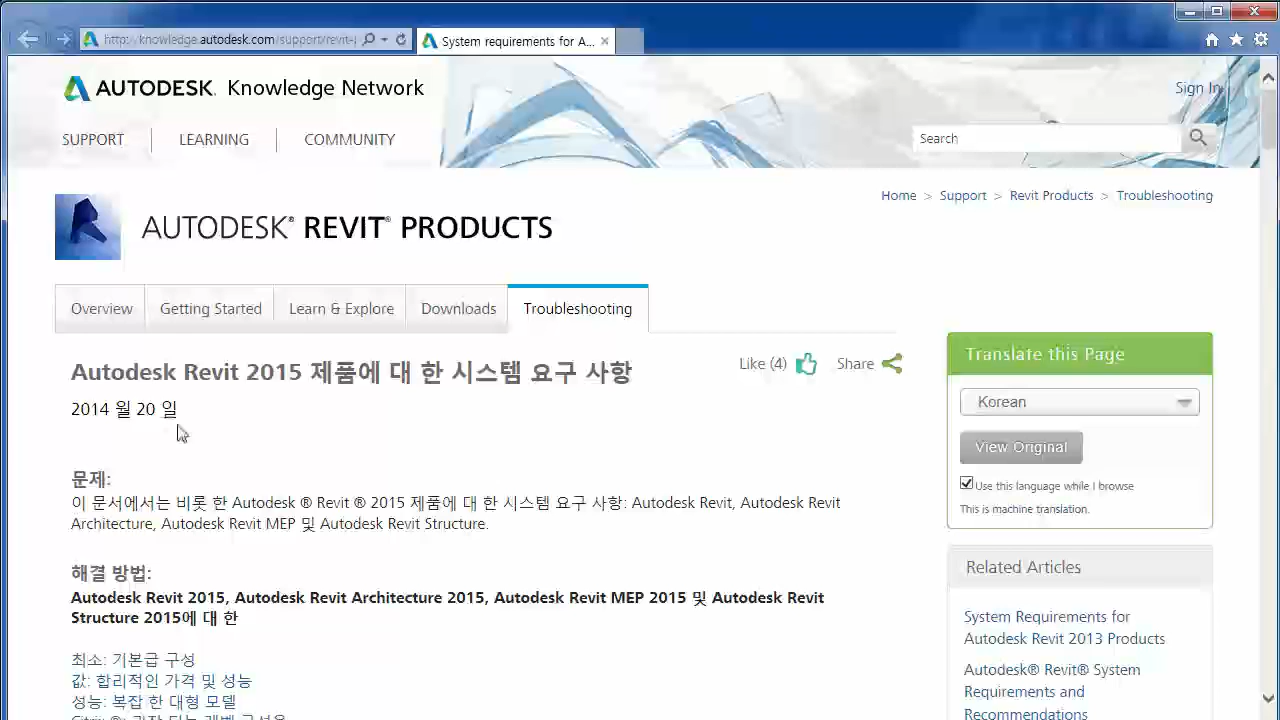 http://knowledge.autodesk.com/support/revit-
System requirements for A...
AUTODESK. Knowledge Network
Sign In
SUPPORT
LEARNING
COMMUNITY
Search
Home > Support > Revit Products > Troubleshooting
AUTODESK® REVIT® PRODUCTS
Overview
Getting Started
Learn & Explore
Downloads
Troubleshooting
Autodesk Revit 2015 제품에 대 한 시스템 요구 사항
Like (4)
Share
2014 월 20 일
문제:
이 문서에서는 비롯 한 Autodesk ® Revit ® 2015 제품에 대 한 시스템 요구 사항: Autodesk Revit, Autodesk Revit
Architecture, Autodesk Revit MEP 및 Autodesk Revit Structure.
해결 방법:
Autodesk Revit 2015, Autodesk Revit Architecture 2015, Autodesk Revit MEP 2015 및 Autodesk Revit
Structure 2015에 대 한
최소: 기본급 구성
값: 합리적인 가격 및 성능
성능: 복잡 한 대형 모델
Translate this Page
Korean
View Original
Use this language while I browse
This is machine translation.
Related Articles
System Requirements for
Autodesk Revit 2013 Products
Autodesk® Revit® System
Requirements and
Recommendations